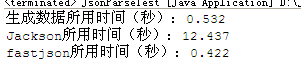 <terminated> JsonParseTest [Java Application] D:\
生成数据所用时间（秒）: 0.532
Jackson所用时间（秒）: 12.437
fastjson所用时间（秒）: 0.422